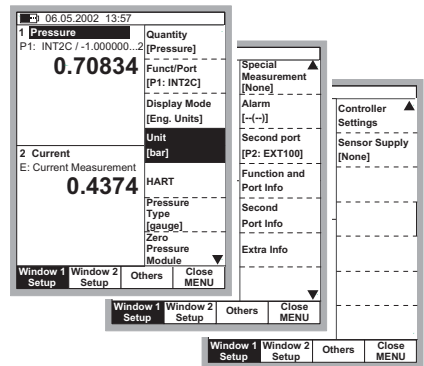 06.05.2002 13:57
1 Pressure
P1: INT2C / -1.000000...2
0.70834
2 Current
E: Current Measurement
0.4374
Quantity
[Pressure]
Funct/Port
[P1: INT2C]
Display Mode
[Eng. Units]
Unit
[bar]
HART
Pressure
Type
[gauge]
Zero
Pressure
Module
Window 1 Setup
Window 2 Setup
Others
Close MENU
Special
Measurement
[None]
Alarm
[--(--)]
Second port
[P2: EXT100]
Function and
Port Info
Second
Port Info
Extra Info
Window 1 Setup
Window 2 Setup
Others
Close MENU
Controller
Settings
Sensor Supply
[None]
Window 1 Setup
Window 2 Setup
Others
Close MENU